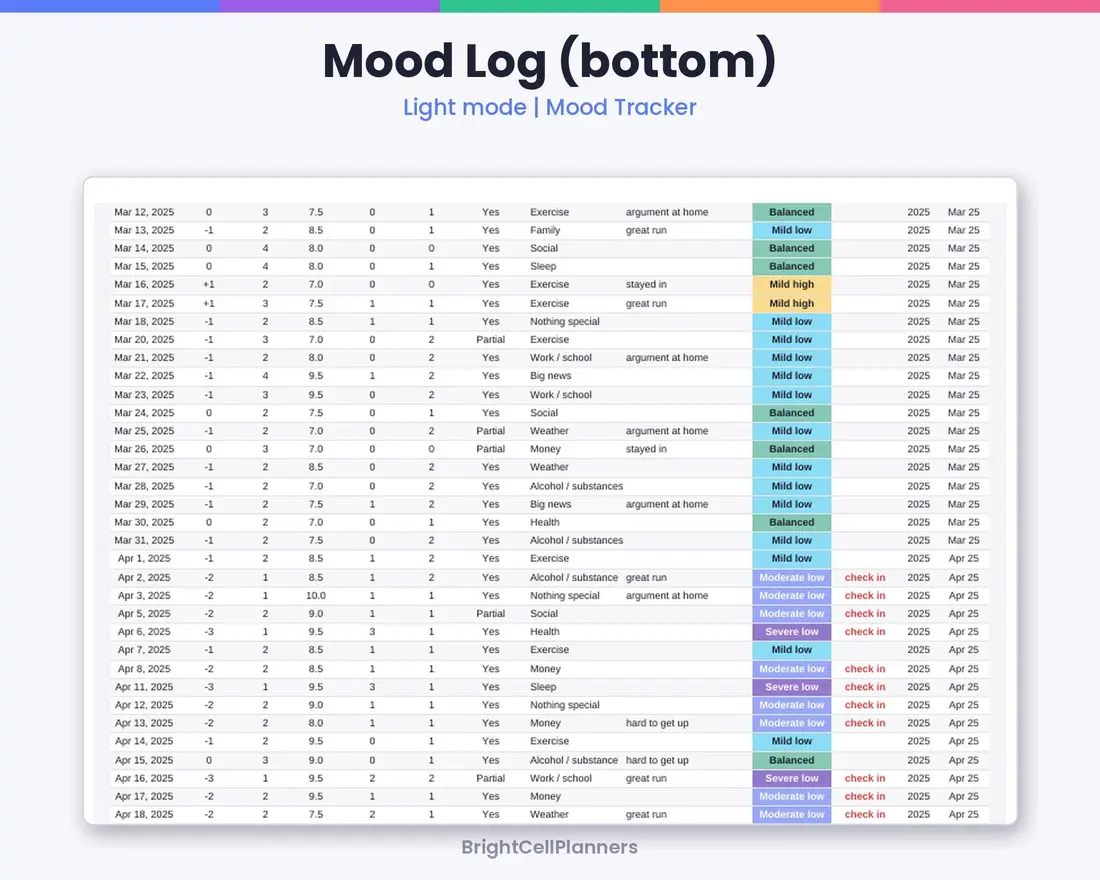 Mood Log (bottom)
Light mode | Mood Tracker
Mar 12, 2025 0 3 7.5 0 1 Yes Exercise argument at home Balanced 2025 Mar 25
Mar 13, 2025 -1 2 8.5 0 1 Yes Family great run Mild low 2025 Mar 25
Mar 14, 2025 0 4 8.0 0 0 Yes Social Balanced 2025 Mar 25
Mar 15, 2025 0 4 8.0 0 1 Yes Sleep Balanced 2025 Mar 25
Mar 16, 2025 +1 2 7.0 0 0 Yes Exercise stayed in Mild high 2025 Mar 25
Mar 17, 2025 +1 3 7.5 1 1 Yes Exercise great run Mild high 2025 Mar 25
Mar 18, 2025 -1 2 8.5 1 1 Yes Nothing special Mild low 2025 Mar 25
Mar 20, 2025 -1 3 7.0 0 2 Partial Exercise Mild low 2025 Mar 25
Mar 21, 2025 -1 2 8.0 0 2 Yes Work / school argument at home Mild low 2025 Mar 25
Mar 22, 2025 -1 4 9.5 1 2 Yes Big news Mild low 2025 Mar 25
Mar 23, 2025 -1 3 9.5 0 2 Yes Work / school Mild low 2025 Mar 25
Mar 24, 2025 0 2 7.5 0 1 Yes Social Balanced 2025 Mar 25
Mar 25, 2025 -1 2 7.0 0 2 Partial Weather argument at home Mild low 2025 Mar 25
Mar 26, 2025 0 3 7.0 0 0 Partial Money stayed in Balanced 2025 Mar 25
Mar 27, 2025 -1 2 8.5 0 2 Yes Weather Mild low 2025 Mar 25
Mar 28, 2025 -1 2 7.0 0 2 Yes Alcohol / substances Mild low 2025 Mar 25
Mar 29, 2025 -1 2 7.5 1 2 Yes Big news argument at home Mild low 2025 Mar 25
Mar 30, 2025 0 2 7.0 0 1 Yes Health Balanced 2025 Mar 25
Mar 31, 2025 -1 2 7.5 0 2 Yes Alcohol / substances Mild low 2025 Mar 25
Apr 1, 2025 -1 2 8.5 1 2 Yes Exercise Mild low 2025 Apr 25
Apr 2, 2025 -2 1 8.5 1 2 Yes Alcohol / substance great run Moderate low check in 2025 Apr 25
Apr 3, 2025 -2 1 10.0 1 1 Yes Nothing special argument at home Moderate low check in 2025 Apr 25
Apr 5, 2025 -2 2 9.0 1 1 Partial Social Moderate low check in 2025 Apr 25
Apr 6, 2025 -3 1 9.5 3 1 Yes Health Severe low check in 2025 Apr 25
Apr 7, 2025 -1 2 8.5 1 1 Yes Exercise Mild low 2025 Apr 25
Apr 8, 2025 -2 2 8.5 1 1 Yes Money Moderate low check in 2025 Apr 25
Apr 11, 2025 -3 1 9.5 3 1 Yes Sleep Severe low check in 2025 Apr 25
Apr 12, 2025 -2 2 9.0 1 1 Yes Nothing special Moderate low check in 2025 Apr 25
Apr 13, 2025 -2 2 8.0 1 1 Yes Money hard to get up Moderate low check in 2025 Apr 25
Apr 14, 2025 -1 2 9.5 0 1 Yes Exercise Mild low 2025 Apr 25
Apr 15, 2025 0 3 9.0 0 1 Yes Alcohol / substance hard to get up Balanced 2025 Apr 25
Apr 16, 2025 -3 1 9.5 2 2 Partial Work / school great run Severe low check in 2025 Apr 25
Apr 17, 2025 -2 2 9.5 1 1 Yes Money Moderate low check in 2025 Apr 25
Apr 18, 2025 -2 2 7.5 2 1 Yes Weather great run Moderate low check in 2025 Apr 25
BrightCellPlanners